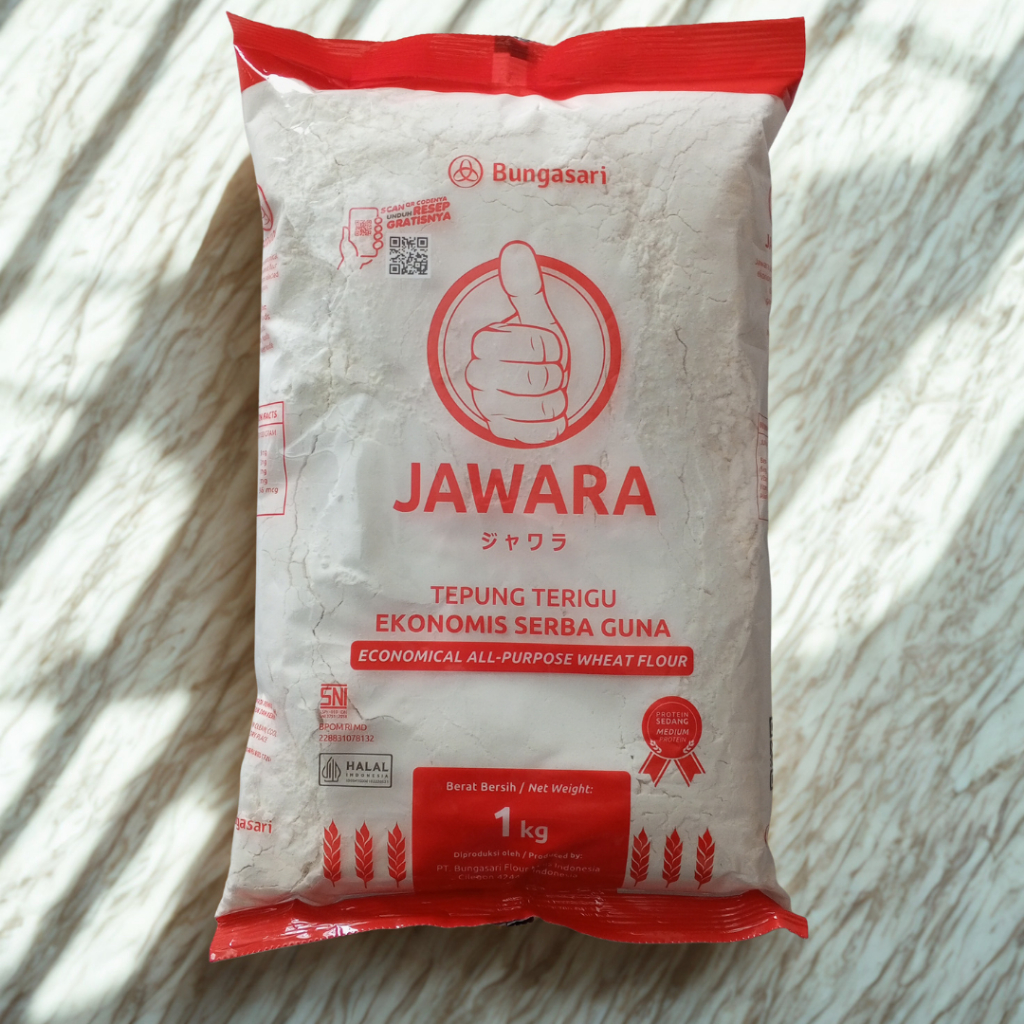 Bungasari
SCAN QR CODENYA
UNDUH RESEP
GRATISNYA
JAWARA
ジャワラ
TEPUNG TERIGU
EKONOMIS SERBA GUNA
ECONOMICAL ALL-PURPOSE WHEAT FLOUR
SNI
BPOM RI MD
228831078132
HALAL
INDONESIA
PROTEIN
SEDANG
MEDIUM
PROTEIN
Berat Bersih / Net Weight:
1 kg
Diproduksi oleh / Produced by:
PT. Bungasari Flour Indonesia
Cilegon